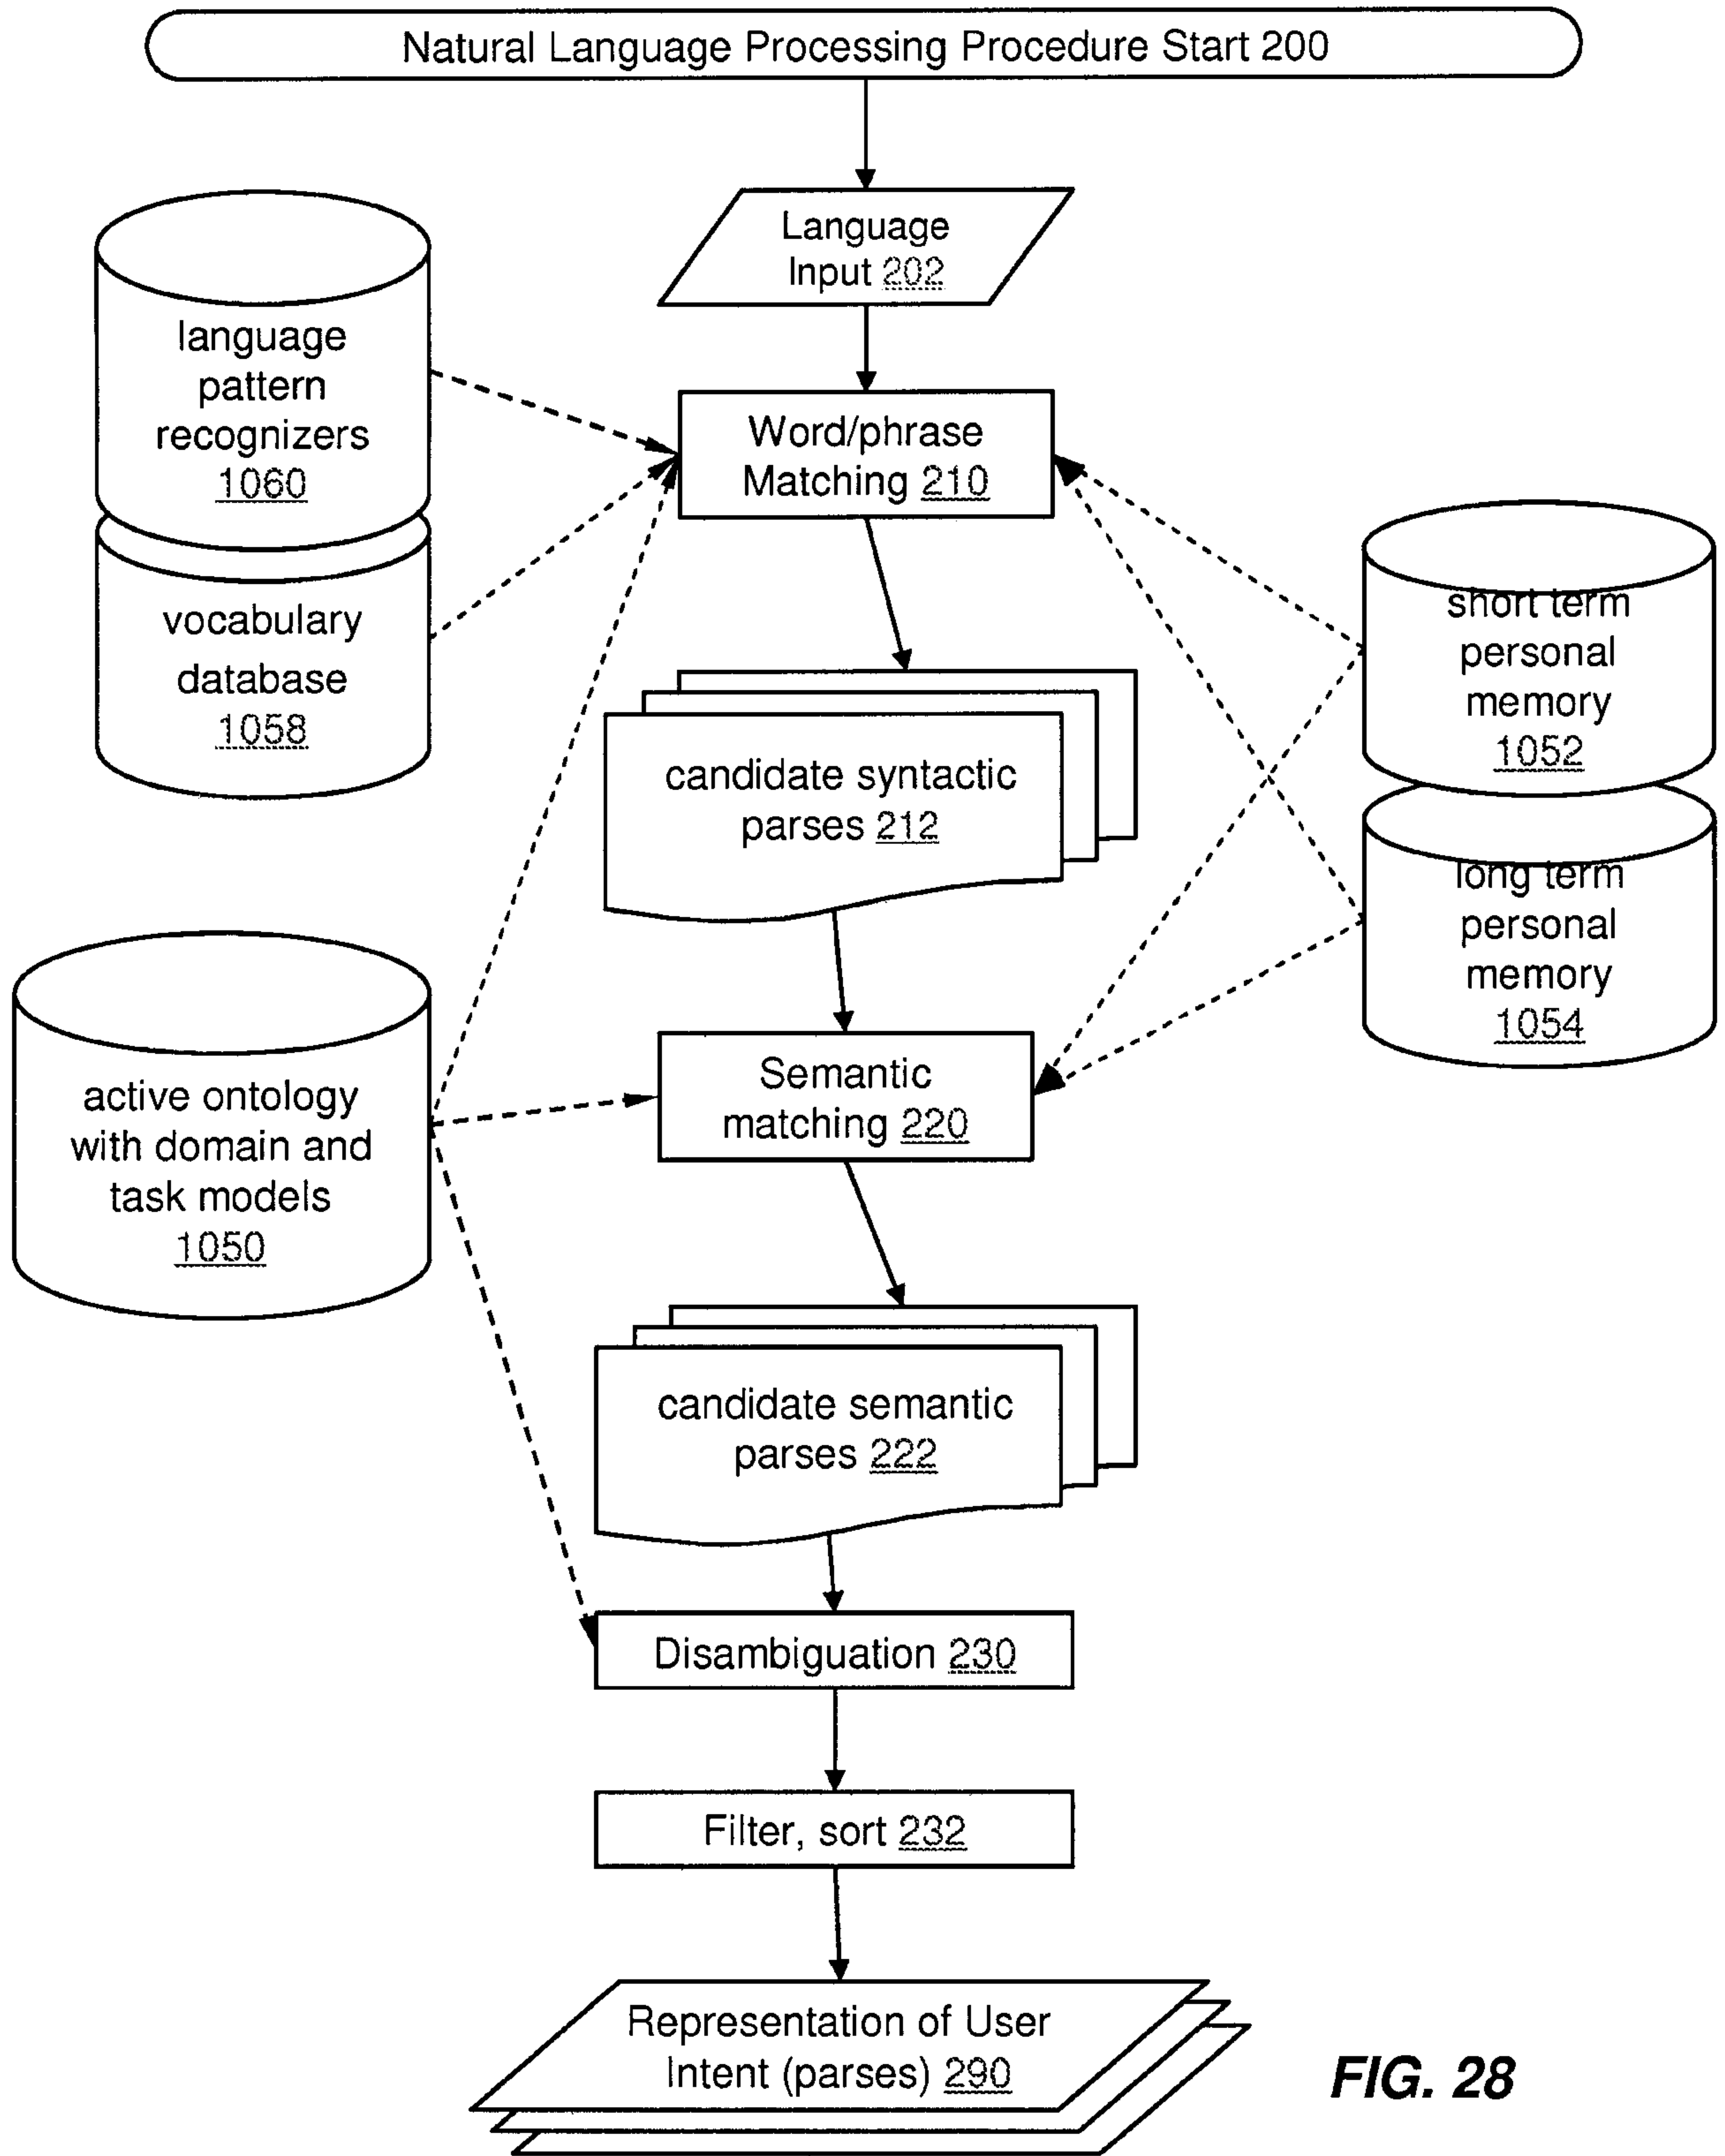 Natural Language Processing Procedure Start 200
Language
Input 202
language
pattern
recognizers
1060
Word/phrase
Matching 210
vocabulary
database
1058
short term
personal
memory
1052
candidate syntactic
parses 212
long term
personal
memory
1054
active ontology
with domain and
task models
1050
Semantic
matching 220
candidate semantic
parses 222
Disambiguation 230
Filter, sort 232
Representation of User
Intent (parses) 290
FIG. 28